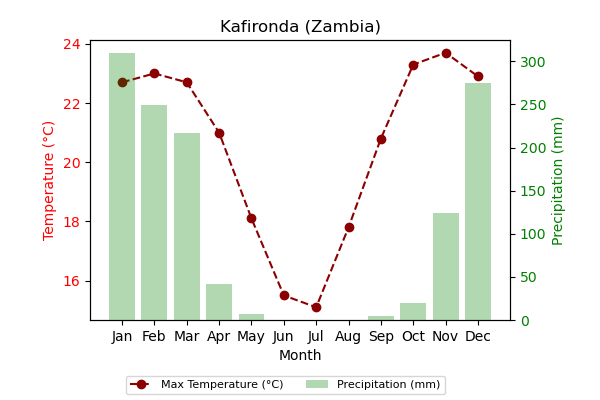 Kafironda (Zambia)
24
22
20
18
16
Temperature (°C)
300
250
200
150
100
50
0
Precipitation (mm)
Jan Feb Mar Apr May Jun Jul Aug Sep Oct Nov Dec
Month
Max Temperature (°C) Precipitation (mm)